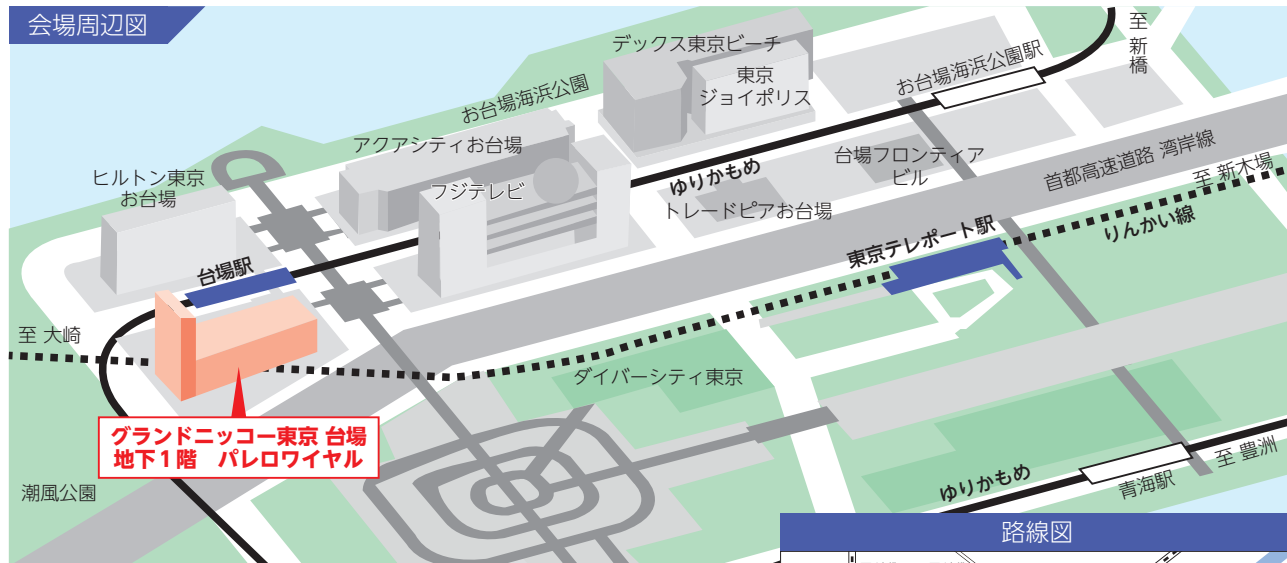 会場周辺図
至 新橋
デックス東京ビーチ
東京
ジョイポリス
お台場海浜公園駅
お台場海浜公園
アクアシティお台場
ヒルトン東京
お台場
フジテレビ
ゆりかもめ
台場フロンティア
ビル
首都高速道路 湾岸線
至 新木場
トレードピアお台場
りんかい線
東京テレポート駅
台場駅
至 大崎
ダイバーシティ東京
グランドニッコー東京 台場
地下1階 パレロワイヤル
潮風公園
ゆりかもめ
青海駅
至 豊洲
路線図